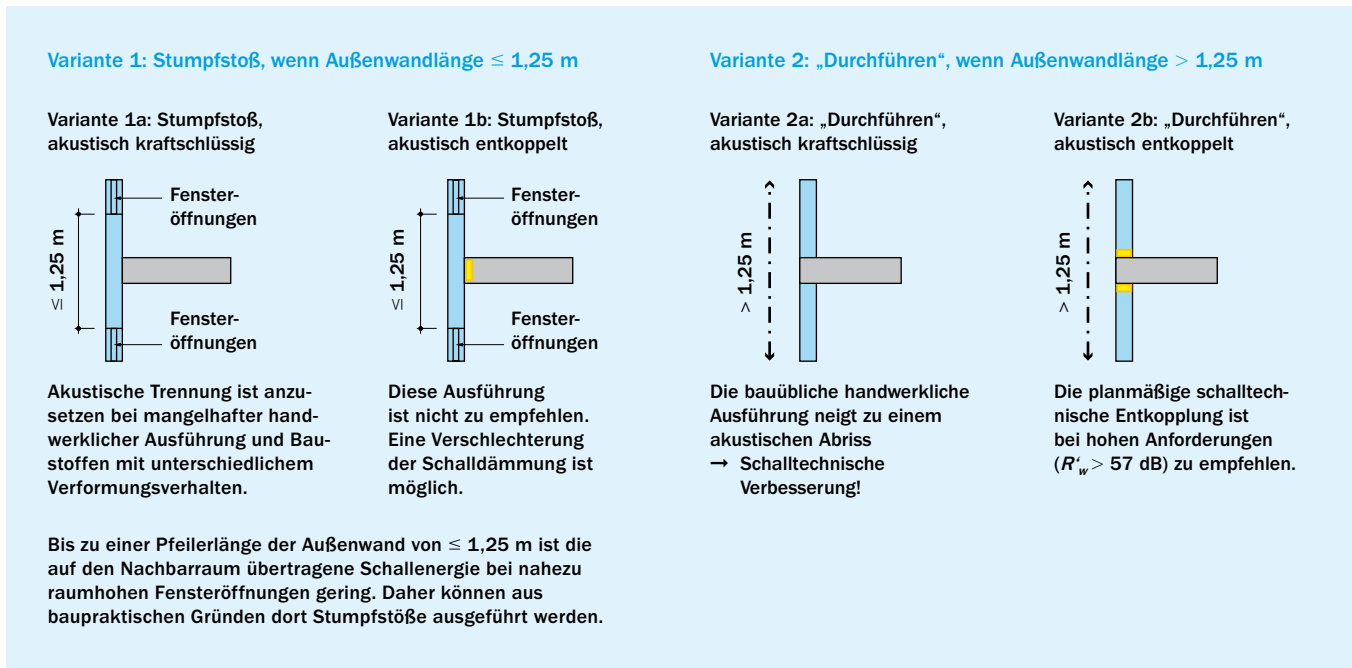 Variante 1: Stumpfstoß, wenn Außenwandlänge ≤ 1,25 m
Variante 1a: Stumpfstoß,
akustisch kraftschlüssig
Fenster-
öffnungen
≤ 1,25 m
Fenster-
öffnungen
Akustische Trennung ist anzu-
setzen bei mangelhafter hand-
werklicher Ausführung und Bau-
stoffen mit unterschiedlichem
Verformungsverhalten.
Variante 1b: Stumpfstoß,
akustisch entkoppelt
Fenster-
öffnungen
≤ 1,25 m
Fenster-
öffnungen
Diese Ausführung
ist nicht zu empfehlen.
Eine Verschlechterung
der Schalldämmung ist
möglich.
Bis zu einer Pfeilerlänge der Außenwand von ≤ 1,25 m ist die
auf den Nachbarraum übertragene Schallenergie bei nahezu
raumhohen Fensteröffnungen gering. Daher können aus
baupraktischen Gründen dort Stumpfstöße ausgeführt werden.
Variante 2: „Durchführen“, wenn Außenwandlänge > 1,25 m
Variante 2a: „Durchführen“,
akustisch kraftschlüssig
> 1,25 m
Die bauübliche handwerkliche
Ausführung neigt zu einem
akustischen Abriss
→ Schalltechnische
Verbesserung!
Variante 2b: „Durchführen“,
akustisch entkoppelt
> 1,25 m
Die planmäßige schalltech-
nische Entkopplung ist
bei hohen Anforderungen
(R‘w > 57 dB) zu empfehlen.